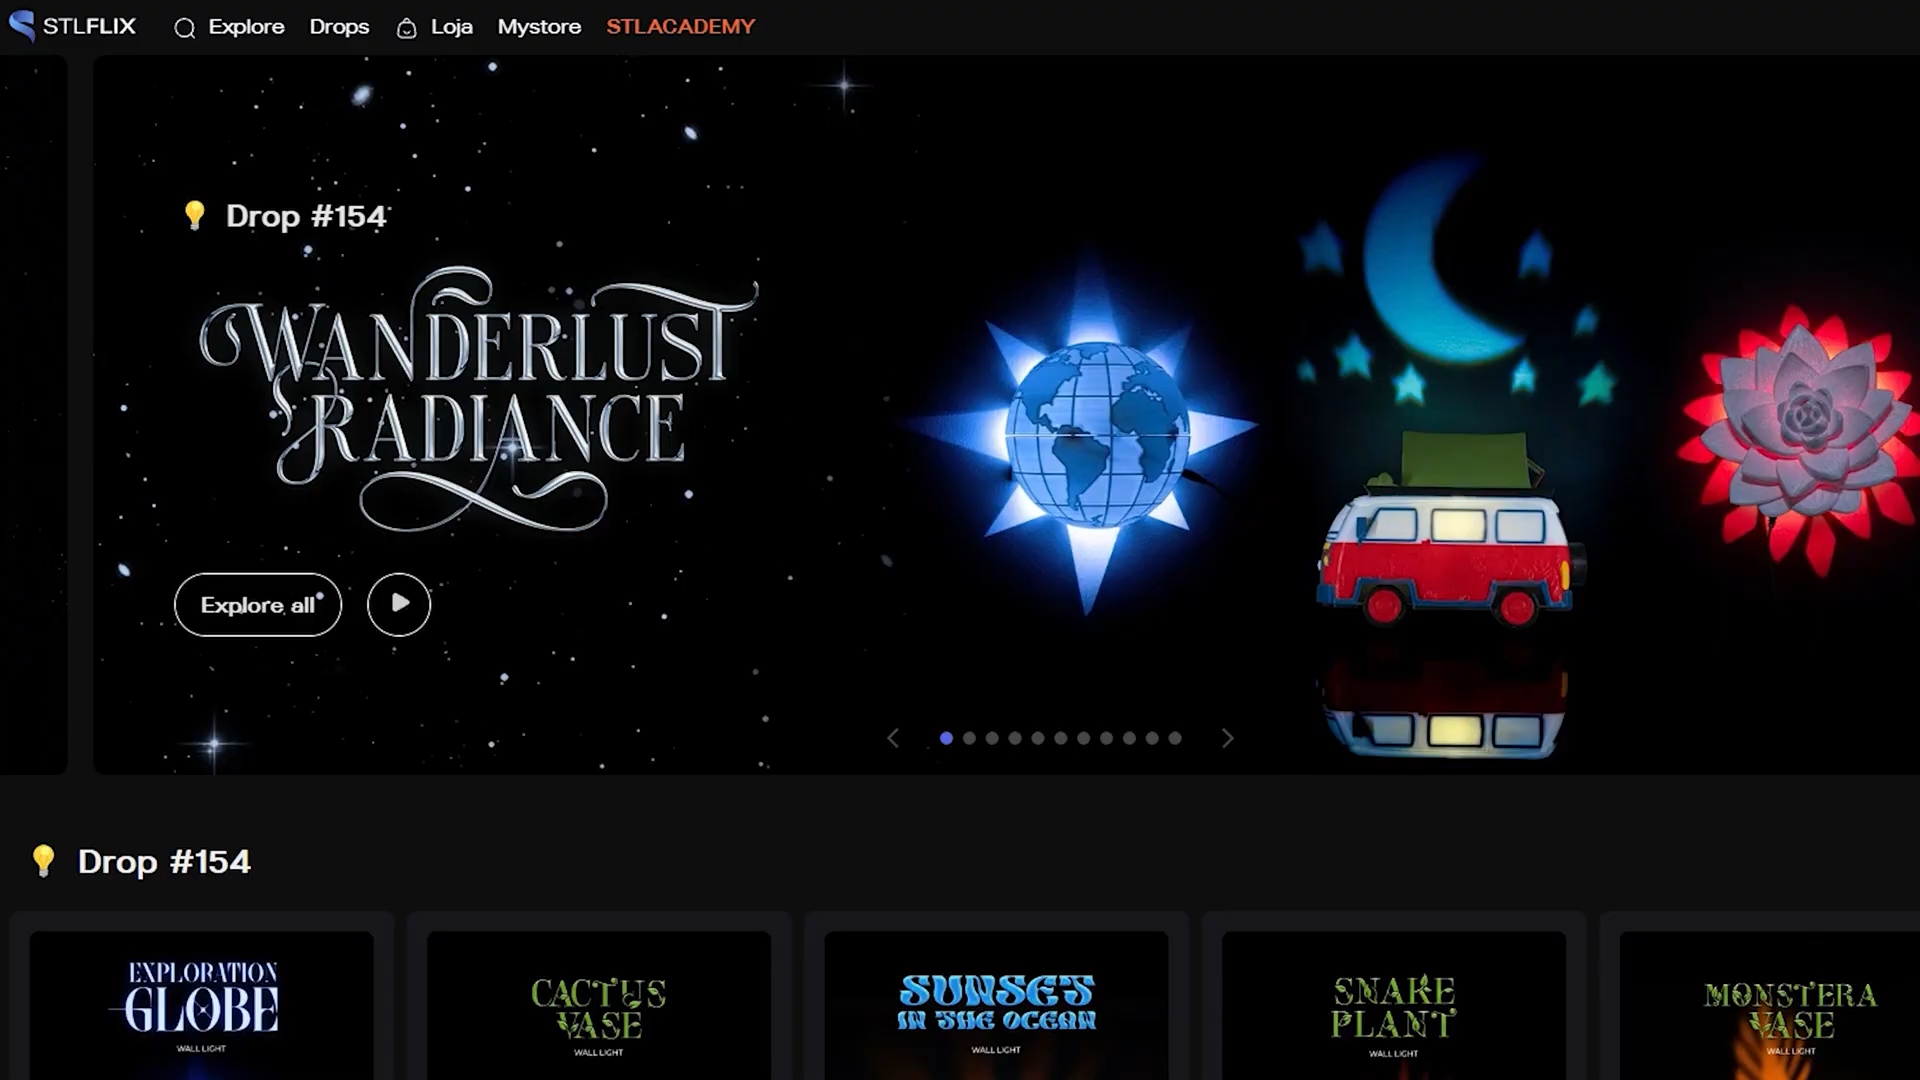 STLFLIX Explore Drops Loja Mystore STLACADEMY
Drop #154
WANDERLUST
RADIANCE
Explore all
Drop #154
EXPLORATION
GLOBE
WALL LIGHT
CACTUS
VASE
WALL LIGHT
SUNSETS
IN THE OCEAN
WALL LIGHT
SNAKE
PLANT
WALL LIGHT
MONSTERA
VASE
WALL LIGHT